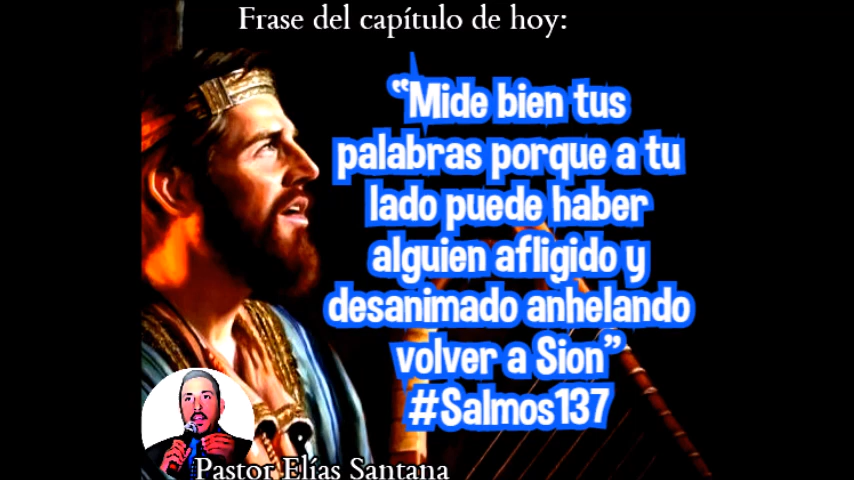 Frase del capítulo de hoy:
“Mide bien tus
palabras porque a tu
lado puede haber
alguien afligido y
desanimado anhelando
volver a Sion”
#Salmos137
Pastor Elías Santana